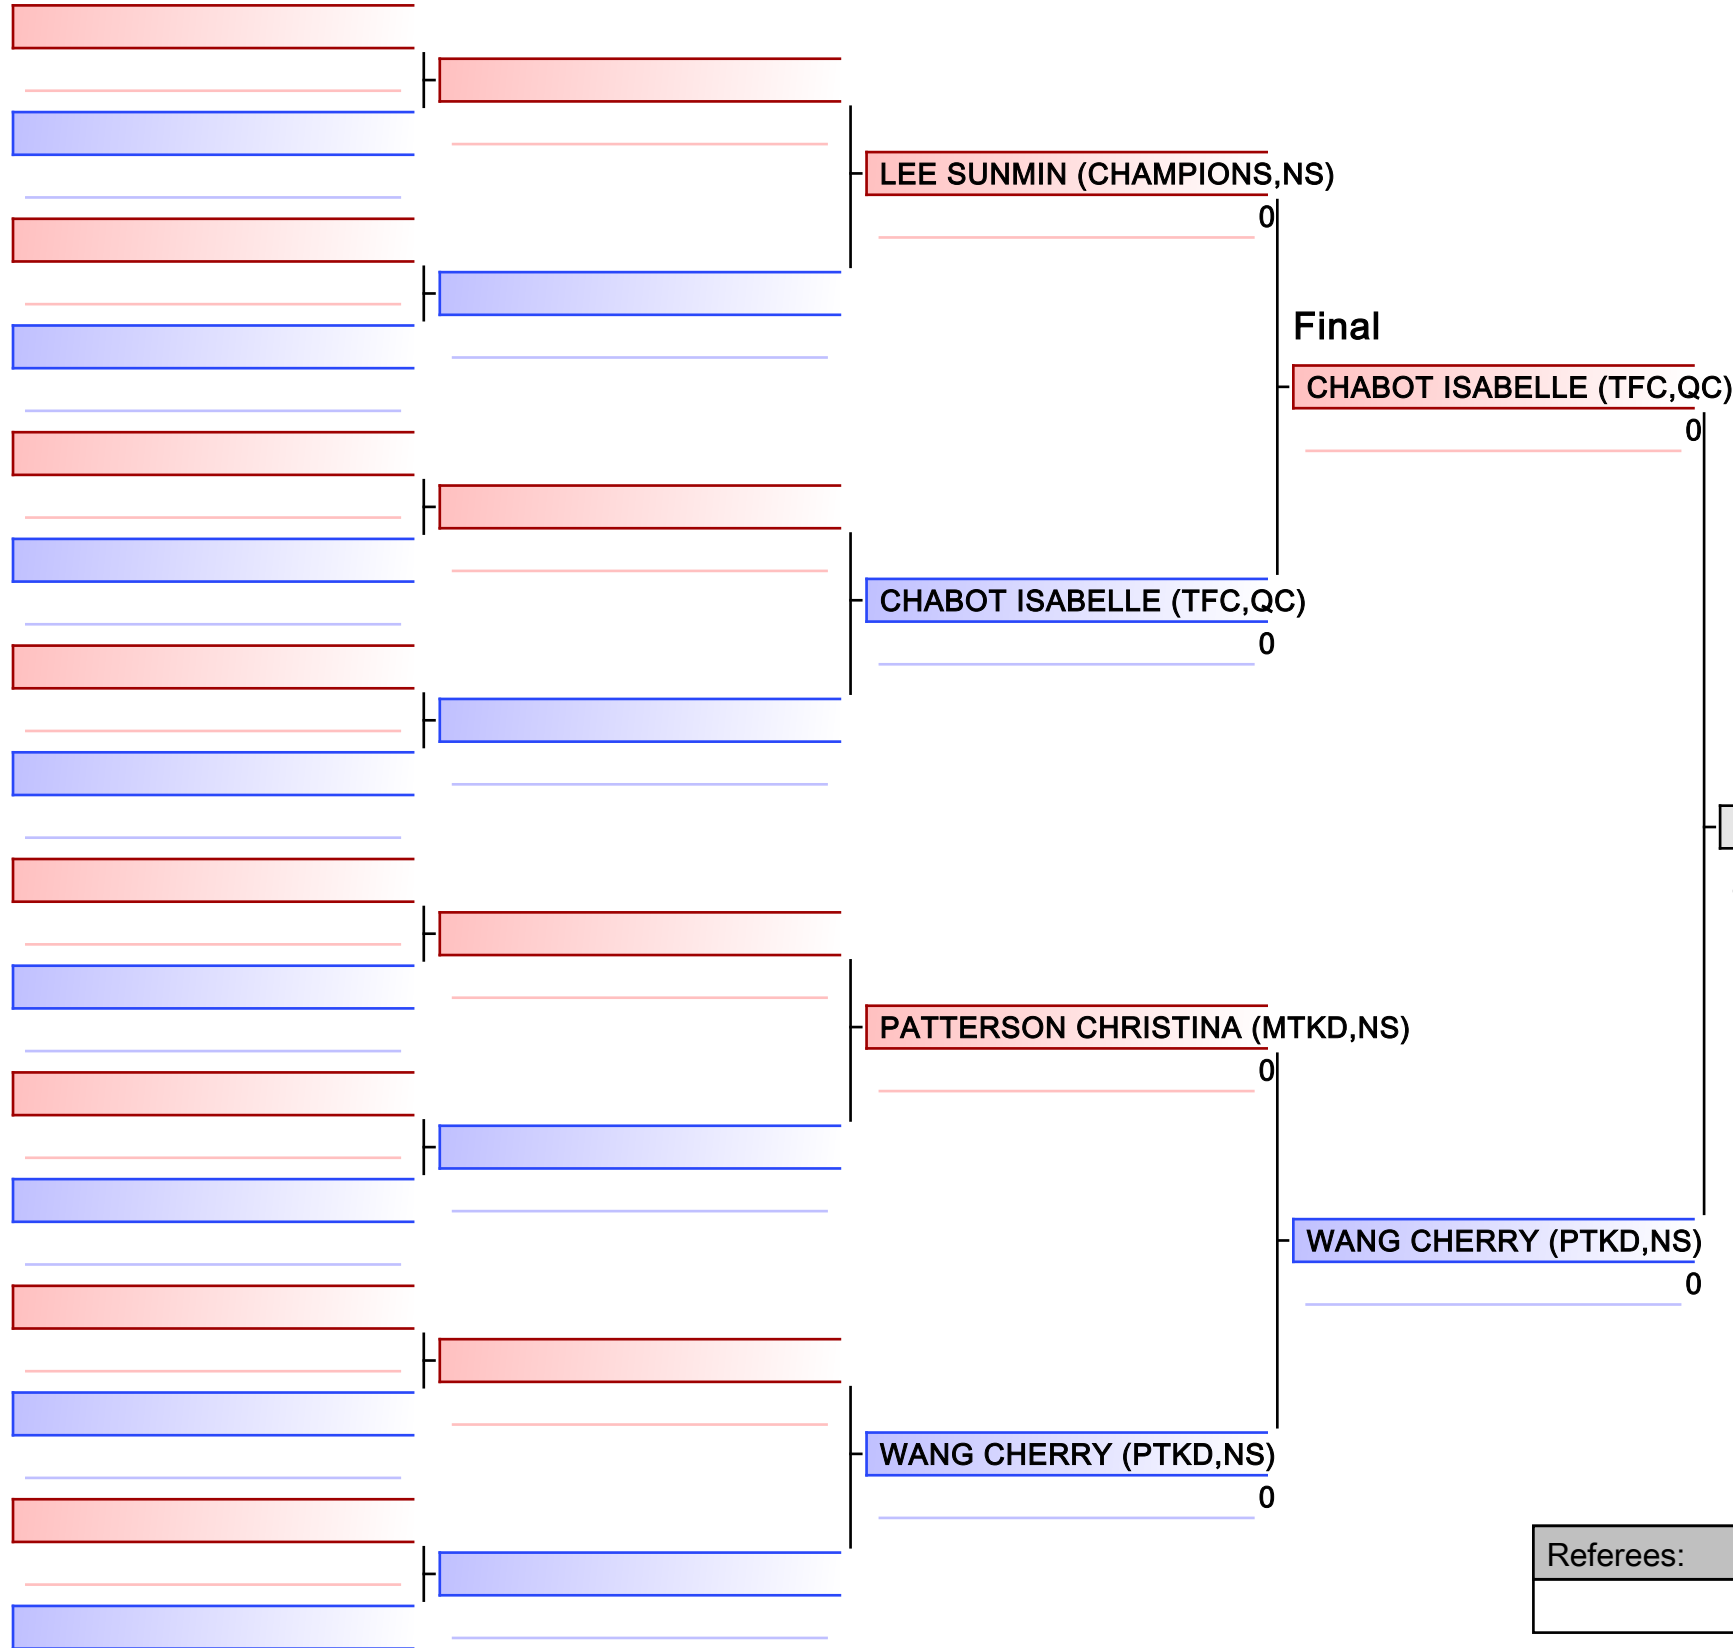 LEE SUNMIN (CHAMPIONS,NS)
0
Final
CHABOT ISABELLE (TFC,QC)
0
CHABOT ISABELLE (TFC,QC)
0
PATTERSON CHRISTINA (MTKD,NS)
0
WANG CHERRY (PTKD,NS)
0
WANG CHERRY (PTKD,NS)
0
Referees: